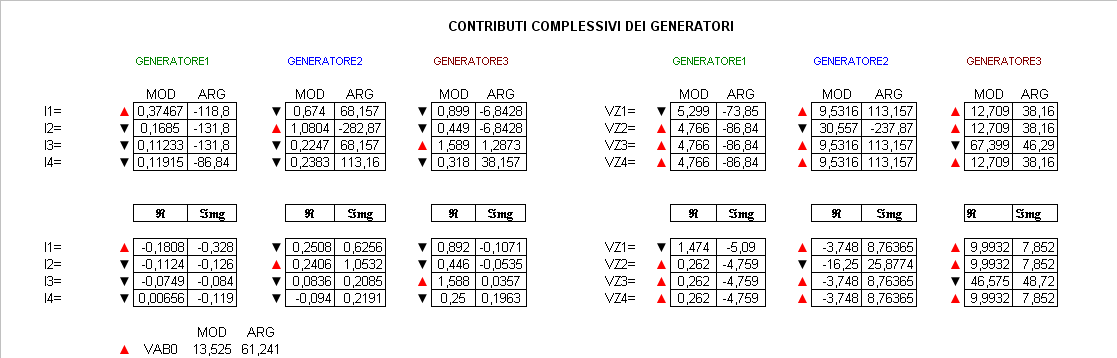 CONTRIBUTI COMPLESSIVI DEI GENERATORI
GENERATORE1 GENERATORE2 GENERATORE3 GENERATORE1 GENERATORE2 GENERATORE3
MOD ARG MOD ARG MOD ARG MOD ARG MOD ARG MOD ARG
I1= ▲ 0,37467 -118,8 ▼ 0,674 68,157 ▼ 0,899 -6,8428 VZ1= ▼ 5,299 -73,85 ▲ 9,5316 113,157 ▲ 12,709 38,16
I2= ▼ 0,1685 -131,8 ▲ 1,0804 -282,87 ▼ 0,449 -6,8428 VZ2= ▲ 4,766 -86,84 ▼ 30,557 -237,87 ▲ 12,709 38,16
I3= ▼ 0,11233 -131,8 ▼ 0,2247 68,157 ▲ 1,589 1,2873 VZ3= ▲ 4,766 -86,84 ▲ 9,5316 113,157 ▼ 67,399 46,29
I4= ▼ 0,11915 -86,84 ▼ 0,2383 113,16 ▼ 0,318 38,157 VZ4= ▲ 4,766 -86,84 ▲ 9,5316 113,157 ▲ 12,709 38,16
ℜ ℑmg ℜ ℑmg ℜ ℑmg ℜ ℑmg ℜ ℑmg ℜ ℑmg
I1= ▲ -0,1808 -0,328 ▼ 0,2508 0,6256 ▼ 0,892 -0,1071 VZ1= ▼ 1,474 -5,09 ▲ -3,748 8,76365 ▲ 9,9932 7,852
I2= ▼ -0,1124 -0,126 ▲ 0,2406 1,0532 ▼ 0,446 -0,0535 VZ2= ▲ 0,262 -4,759 ▼ -16,25 25,8774 ▲ 9,9932 7,852
I3= ▼ -0,0749 -0,084 ▼ 0,0836 0,2085 ▲ 1,588 0,0357 VZ3= ▲ 0,262 -4,759 ▲ -3,748 8,76365 ▼ 46,575 48,72
I4= ▼ 0,00656 -0,119 ▼ -0,094 0,2191 ▼ 0,25 0,1963 VZ4= ▲ 0,262 -4,759 ▲ -3,748 8,76365 ▲ 9,9932 7,852
MOD ARG
▲ VAB0 13,525 61,241